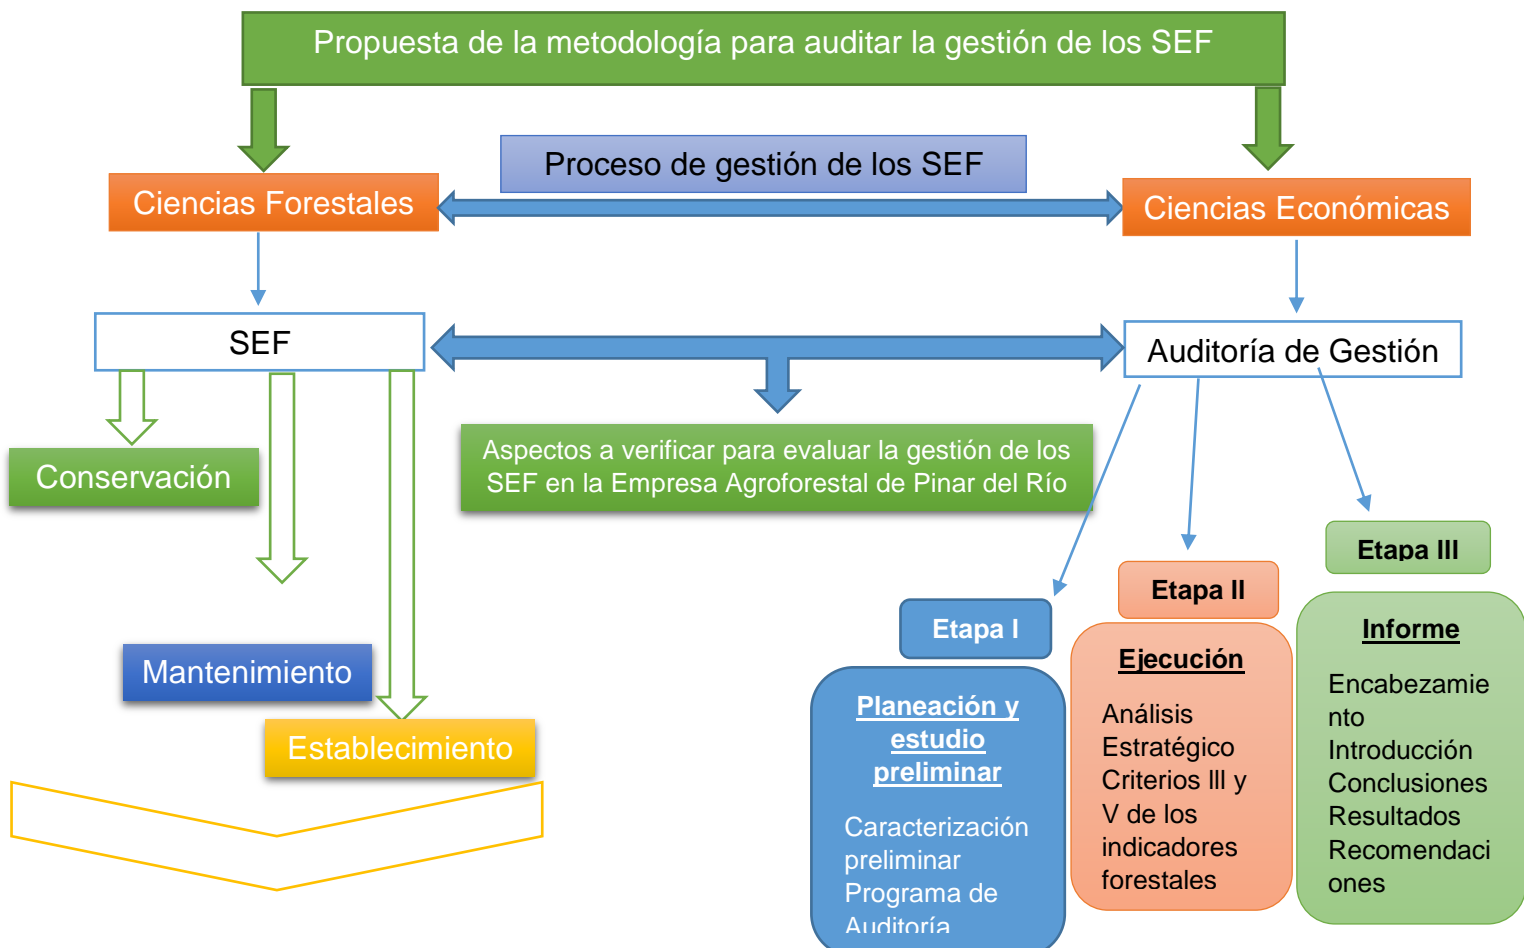 Propuesta de la metodología para auditar la gestión de los SEF
Proceso de gestión de los SEF
Ciencias Forestales
Ciencias Económicas
SEF
Auditoría de Gestión
Conservación
Aspectos a verificar para evaluar la gestión de los
SEF en la Empresa Agroforestal de Pinar del Río
Mantenimiento
Establecimiento
Etapa I
Planeación y
estudio
preliminar
Caracterización
preliminar
Programa de
Auditoría
Etapa II
Ejecución
Análisis
Estratégico
Criterios III y
V de los
indicadores
forestales
Etapa III
Informe
Encabezamie
nto
Introducción
Conclusiones
Resultados
Recomendaci
ones